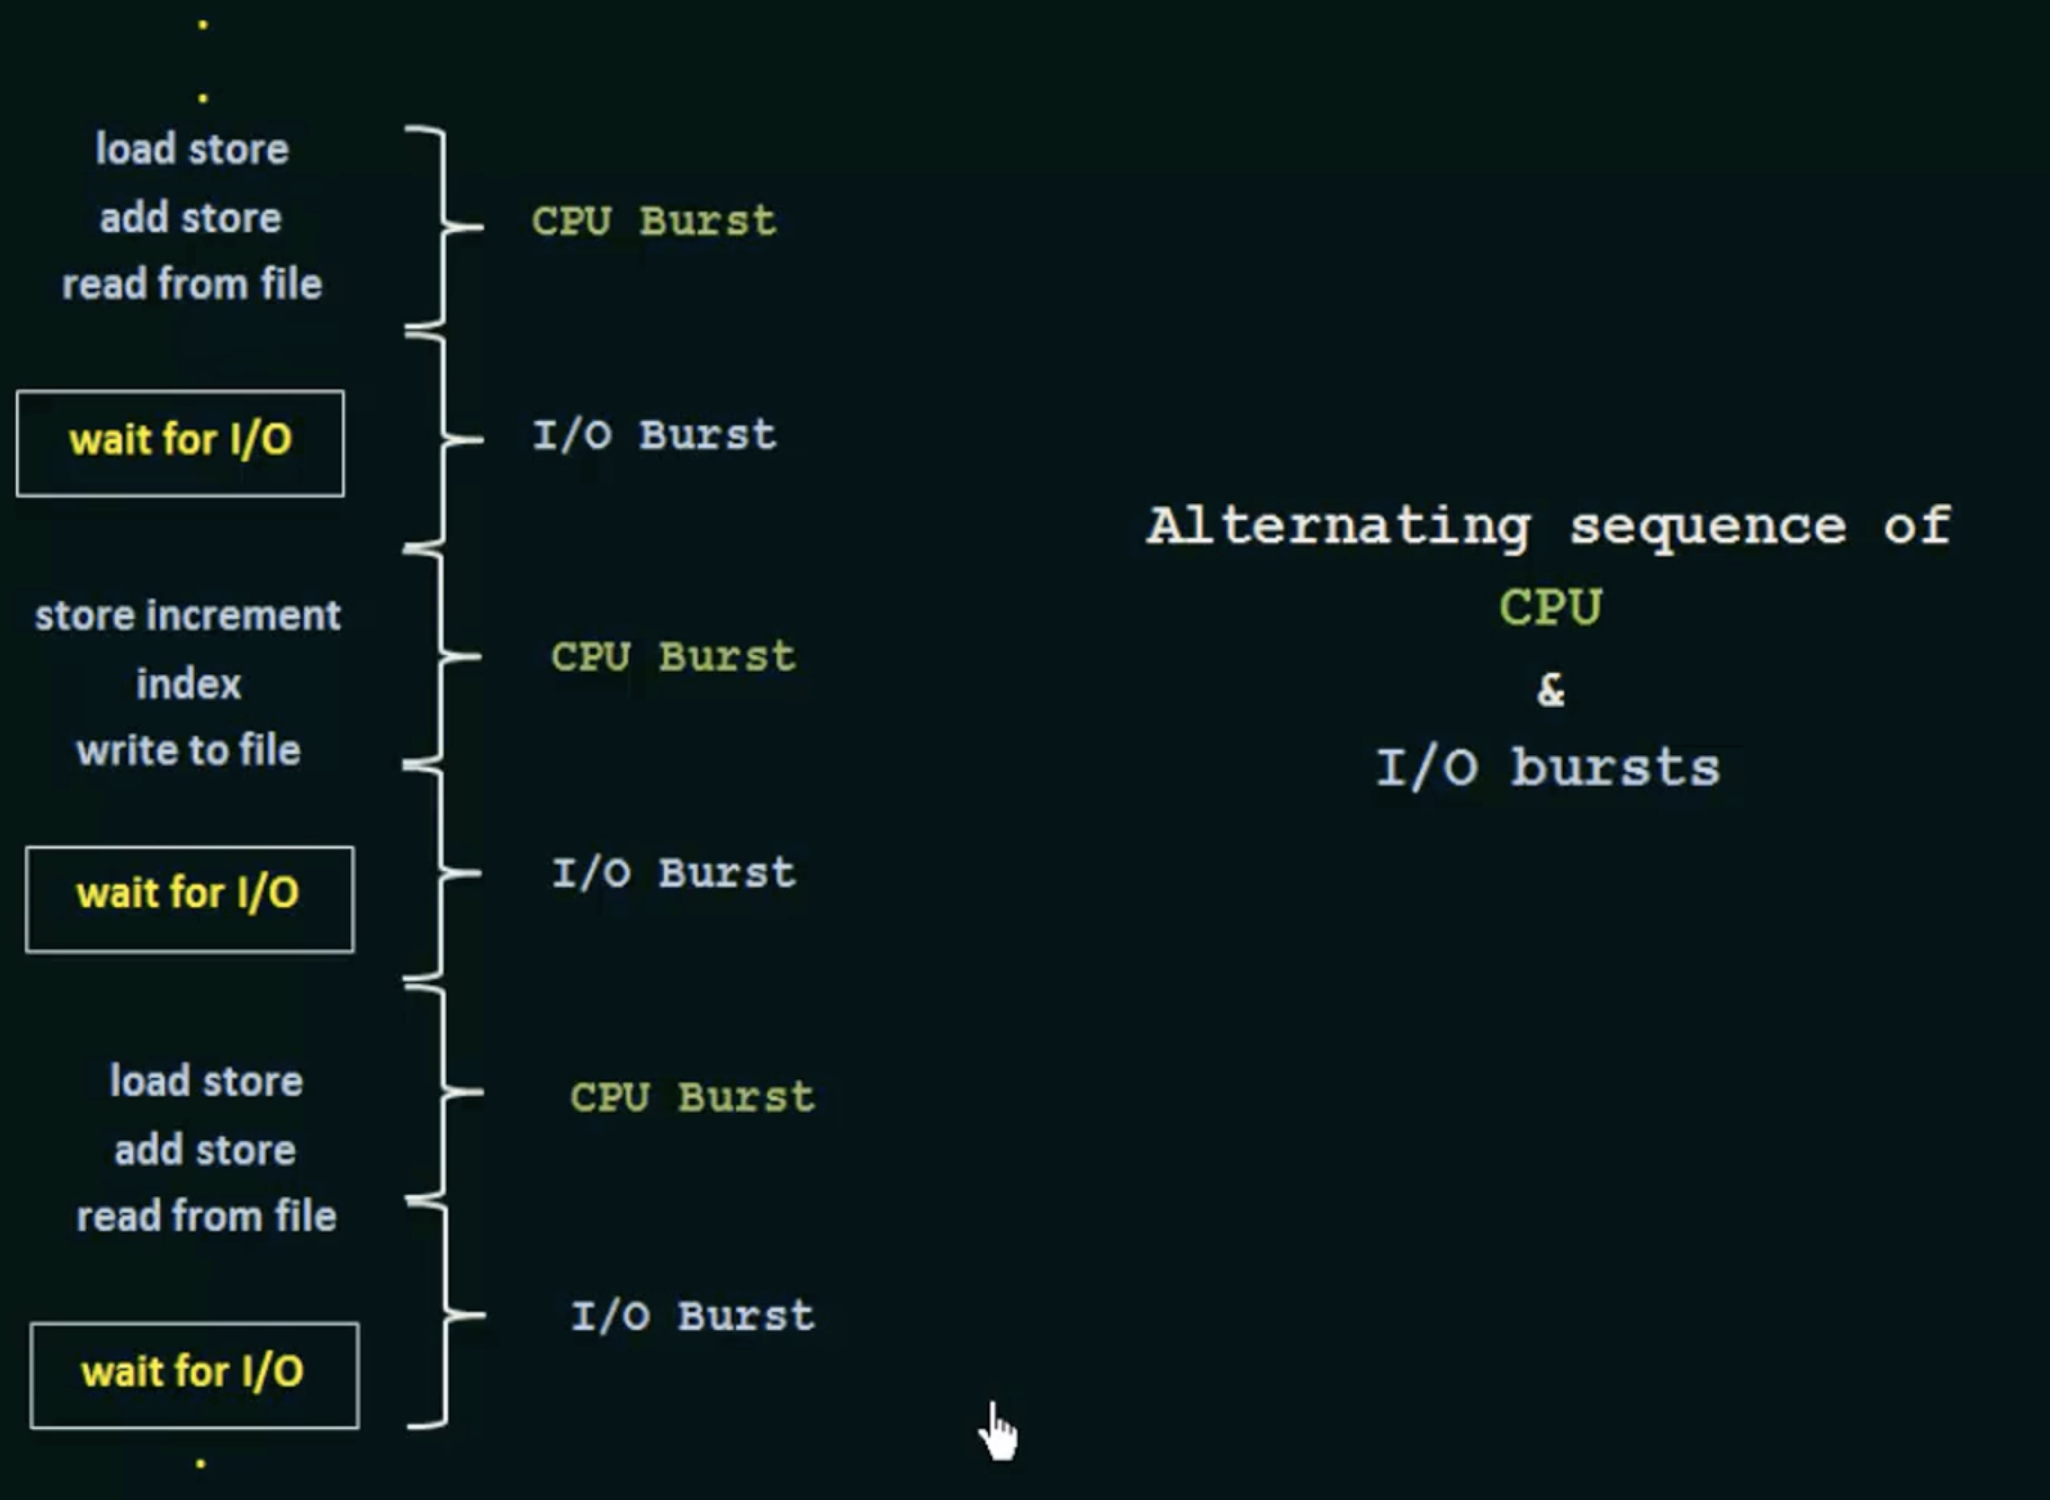 .
.
load store
add store
read from file
CPU Burst
wait for I/O
I/O Burst
store increment
index
write to file
CPU Burst
wait for I/O
I/O Burst
load store
add store
read from file
CPU Burst
wait for I/O
I/O Burst
.
Alternating sequence of
CPU
&
I/O bursts